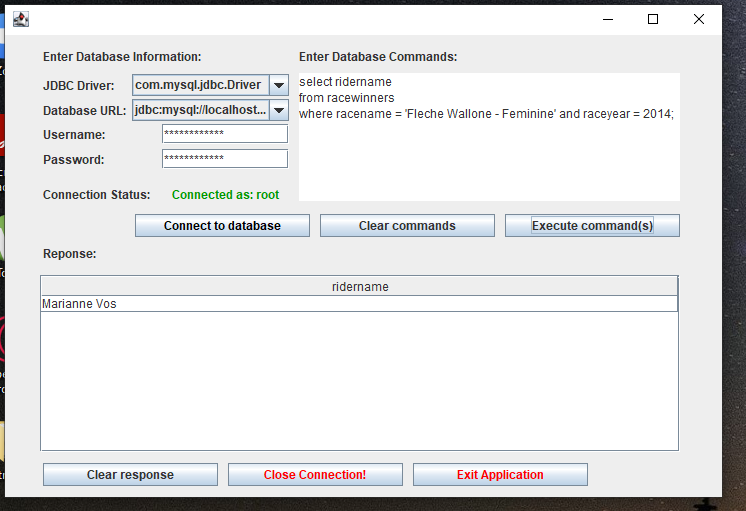 Enter Database Information:
Enter Database Commands:
JDBC Driver: com.mysql.jdbc.Driver
Database URL: jdbc:mysql://localhost...
Username: ************
Password: ************
select ridername
from racewinners
where racename = 'Fleche Wallone - Feminine' and raceyear = 2014;
Connection Status: Connected as: root
Connect to database
Clear commands
Execute command(s)
Reponse:
ridername
Marianne Vos
Clear response
Close Connection!
Exit Application